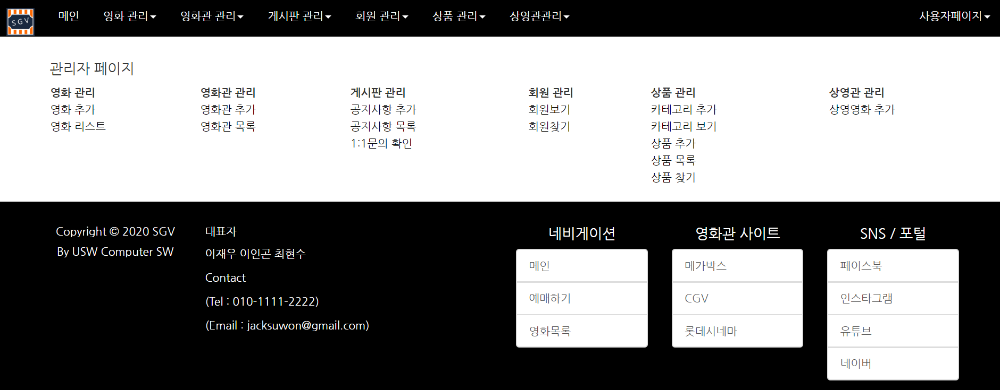 SGV
메인 영화 관리 영화관 관리 게시판 관리 회원 관리 상품 관리 상영관관리 사용자페이지
관리자 페이지
영화 관리 영화관 관리 게시판 관리 회원 관리 상품 관리 상영관 관리
영화 추가 영화관 추가 공지사항 추가 회원보기 카테고리 추가 상영영화 추가
영화 리스트 영화관 목록 공지사항 목록 회원찾기 카테고리 보기
1:1문의 확인 상품 추가
상품 목록
상품 찾기
Copyright © 2020 SGV
By USW Computer SW
대표자
이재우 이인곤 최현수
Contact
(Tel : 010-1111-2222)
(Email : jacksuwon@gmail.com)
네비게이션
메인
예매하기
영화목록
영화관 사이트
메가박스
CGV
롯데시네마
SNS / 포털
페이스북
인스타그램
유튜브
네이버